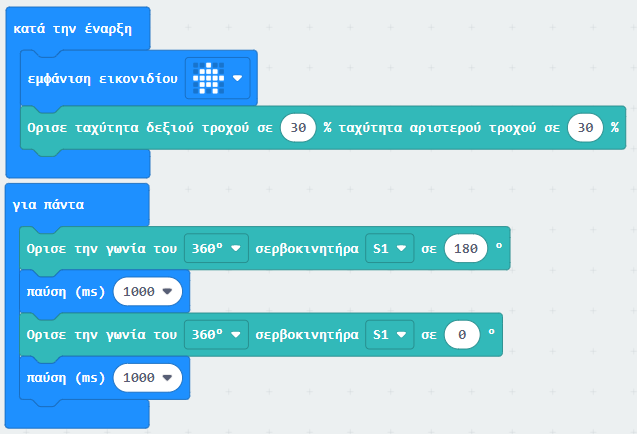 κατά την έναρξη
εμφάνιση εικονιδίου
Ορισε ταχύτητα δεξιού τροχού σε 30 % ταχύτητα αριστερού τροχού σε 30 %
για πάντα
Ορισε την γωνία του 360° σερβοκινητήρα S1 σε 180 °
παύση (ms) 1000
Ορισε την γωνία του 360° σερβοκινητήρα S1 σε 0 °
παύση (ms) 1000